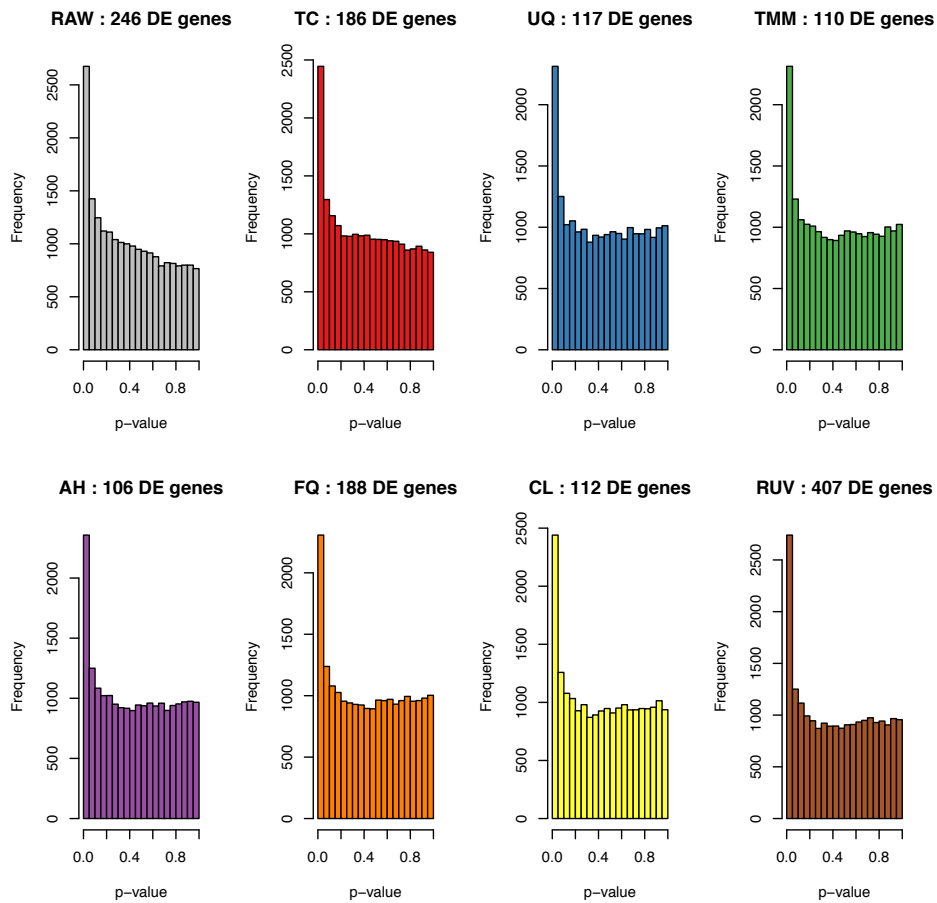 RAW : 246 DE genes
TC : 186 DE genes
UQ : 117 DE genes
TMM : 110 DE genes
Frequency
0 500 1000 1500 2000 2500
0.0 0.4 0.8
p−value
Frequency
0 500 1000 1500 2000 2500
0.0 0.4 0.8
p−value
Frequency
0 500 1000 1500 2000
0.0 0.4 0.8
p−value
Frequency
0 500 1000 1500 2000
0.0 0.4 0.8
p−value
AH : 106 DE genes
FQ : 188 DE genes
CL : 112 DE genes
RUV : 407 DE genes
Frequency
0 500 1000 1500 2000
0.0 0.4 0.8
p−value
Frequency
0 500 1000 1500 2000
0.0 0.4 0.8
p−value
Frequency
0 500 1000 1500 2000 2500
0.0 0.4 0.8
p−value
Frequency
0 500 1000 1500 2000 2500
0.0 0.4 0.8
p−value